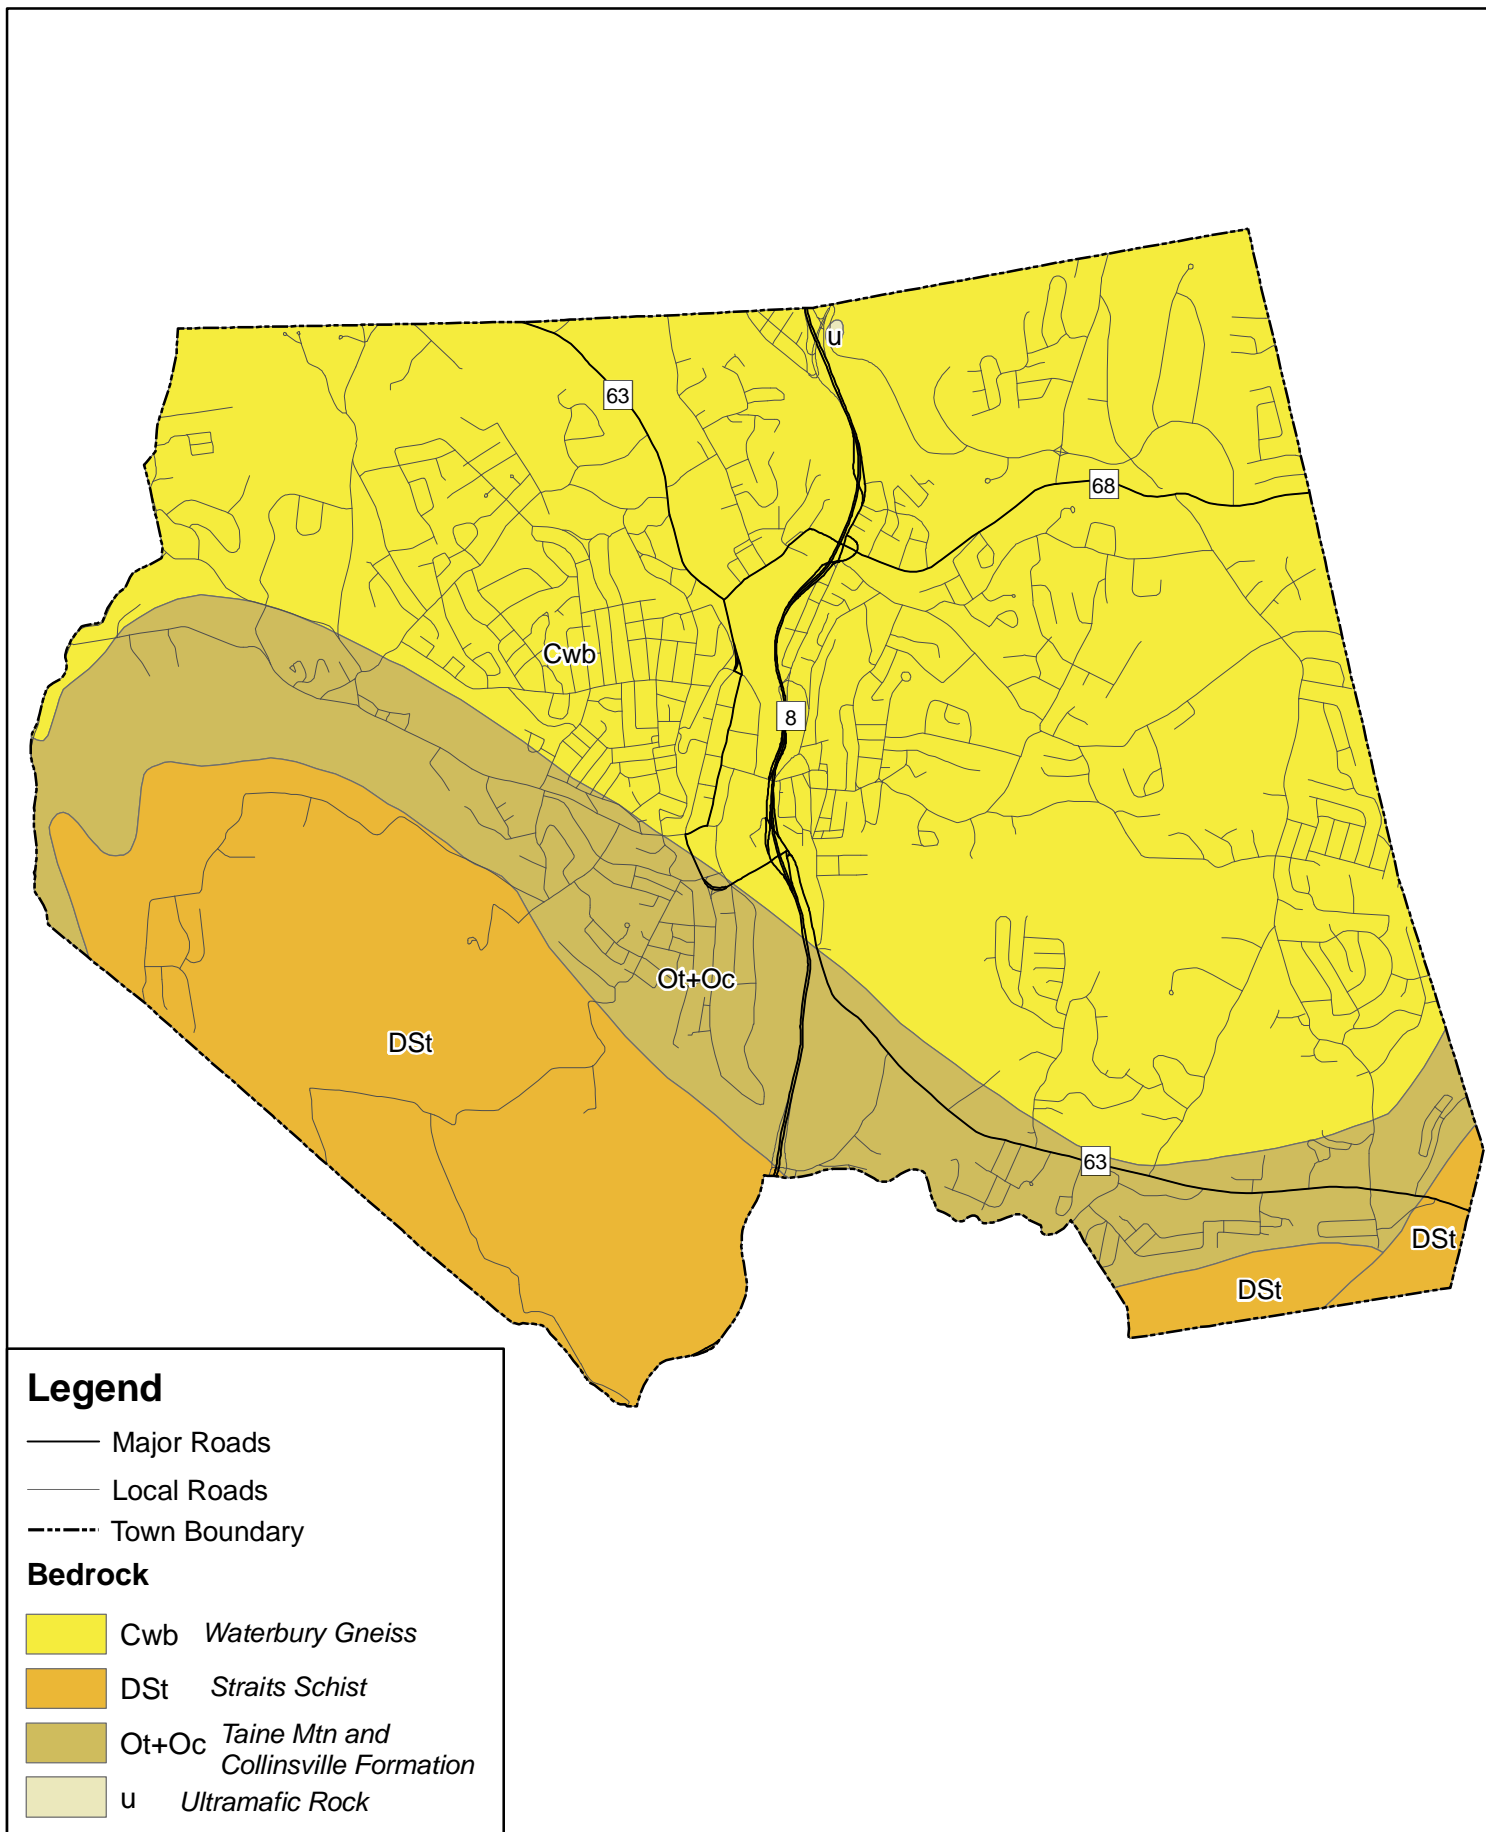 u
63
68
Cwb
8
Ot+Oc
DSt
63
DSt
DSt
Legend
Major Roads
Local Roads
Town Boundary
Bedrock
Cwb Waterbury Gneiss
DSt Straits Schist
Ot+Oc Taine Mtn and
Collinsville Formation
u Ultramafic Rock